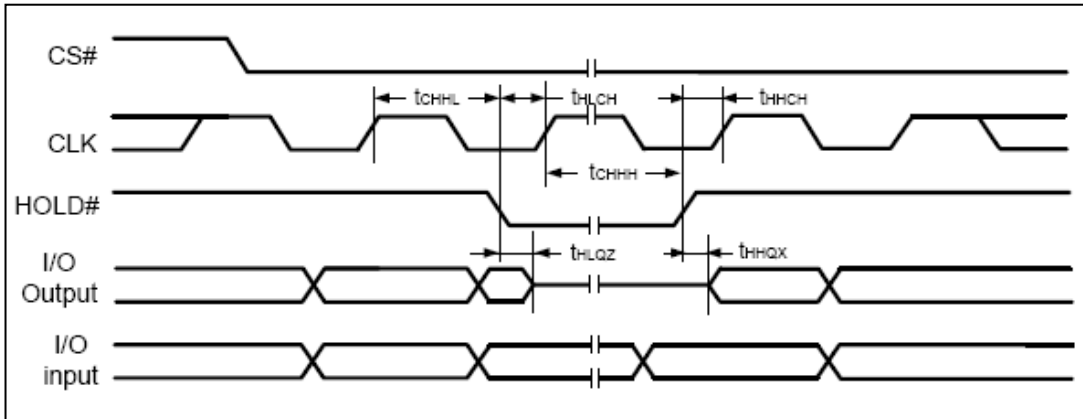 CS#
tCHHL tHLCH tHHCH
CLK
tCHHH
HOLD#
tHLQZ tHHQX
I/O
Output
I/O
input